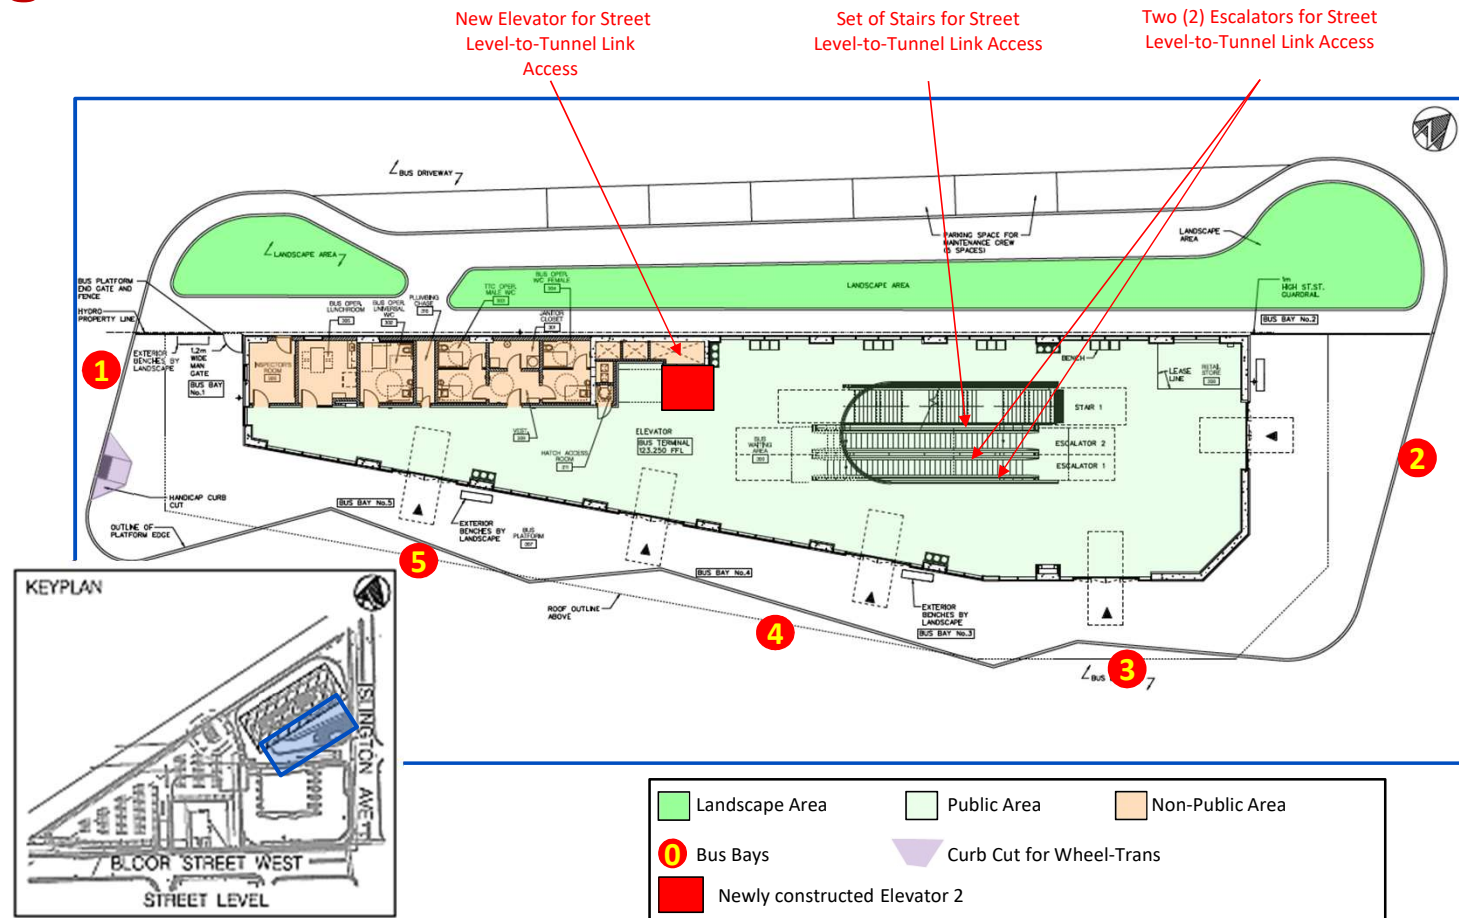 New Elevator for Street
Level-to-Tunnel Link
Access
Set of Stairs for Street
Level-to-Tunnel Link Access
Two (2) Escalators for Street
Level-to-Tunnel Link Access
BUS DRIVEWAY
PARKING SPACE FOR
MAINTENANCE CREW
(5 SPACES)
LANDSCAPE
AREA
LANDSCAPE AREA
LANDSCAPE AREA
1m
HIGH ST.ST.
GUARDRAIL
BUS BAY No.2
BUS PLATFORM
END GATE AND
FENCE
HYDRO
PROPERTY LINE
EXTERIOR
BENCHES BY
LANDSCAPE
1.2m
WIDE
MAN
GATE
BUS BAY
No.1
BUS OPER.
LUNCHROOM
BUS OPER.
UNIVERSAL
WC
PLUMBING
CHASE
TTC OPER.
MALE WC
BUS OPER.
WC FEMALE
JANITOR
CLOSET
301
INSPECTOR'S
ROOM
BENCH
LEASE
LINE
RETAIL
STORE
STAIR 1
ESCALATOR 2
ESCALATOR 1
BUS
WAITING
AREA
ELEVATOR
BUS TERMINAL
123.250 FFL
VEST.
HATCH ACCESS
ROOM
311
HANDICAP CURB
CUT
OUTLINE OF
PLATFORM EDGE
BUS BAY No.5
EXTERIOR
BENCHES BY
LANDSCAPE
BUS
PLATFORM
BUS BAY No.4
ROOF OUTLINE
ABOVE
EXTERIOR
BENCHES BY
LANDSCAPE
BUS BAY No.3
BUS
1
2
3
4
5
KEYPLAN
ISLINGTON AVE
BLOOR STREET WEST
STREET LEVEL
Landscape Area
Public Area
Non-Public Area
0
Bus Bays
Curb Cut for Wheel-Trans
Newly constructed Elevator 2